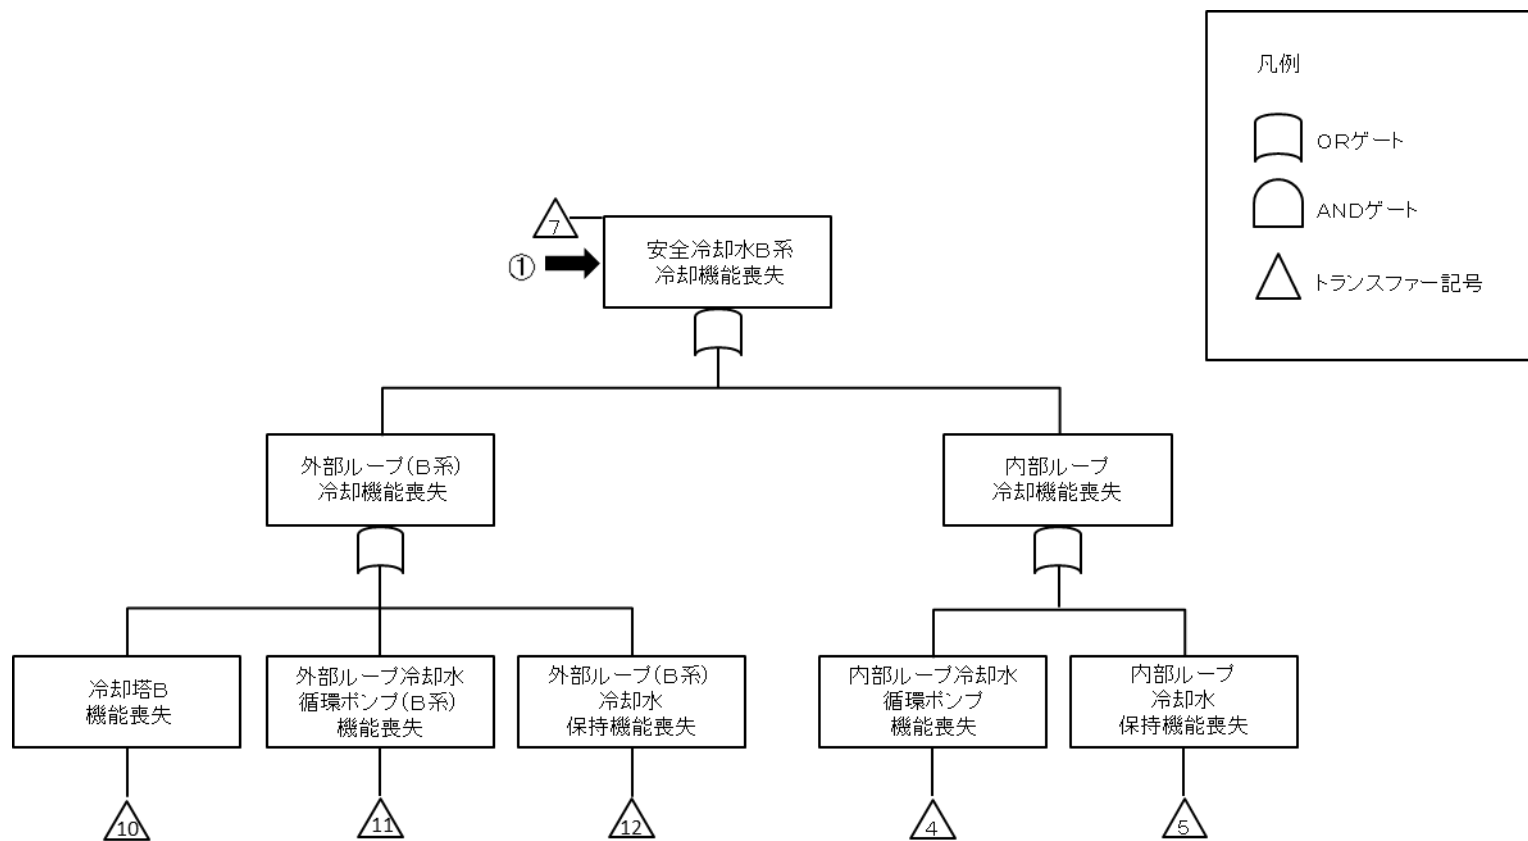 凡例
ORゲート
ANDゲート
トランスファー記号
7
①
安全冷却水B系
冷却機能喪失
外部ループ(B系)
冷却機能喪失
内部ループ
冷却機能喪失
冷却塔B
機能喪失
外部ループ冷却水
循環ポンプ(B系)
機能喪失
外部ループ(B系)
冷却水
保持機能喪失
内部ループ冷却水
循環ポンプ
機能喪失
内部ループ
冷却水
保持機能喪失
10
11
12
4
5